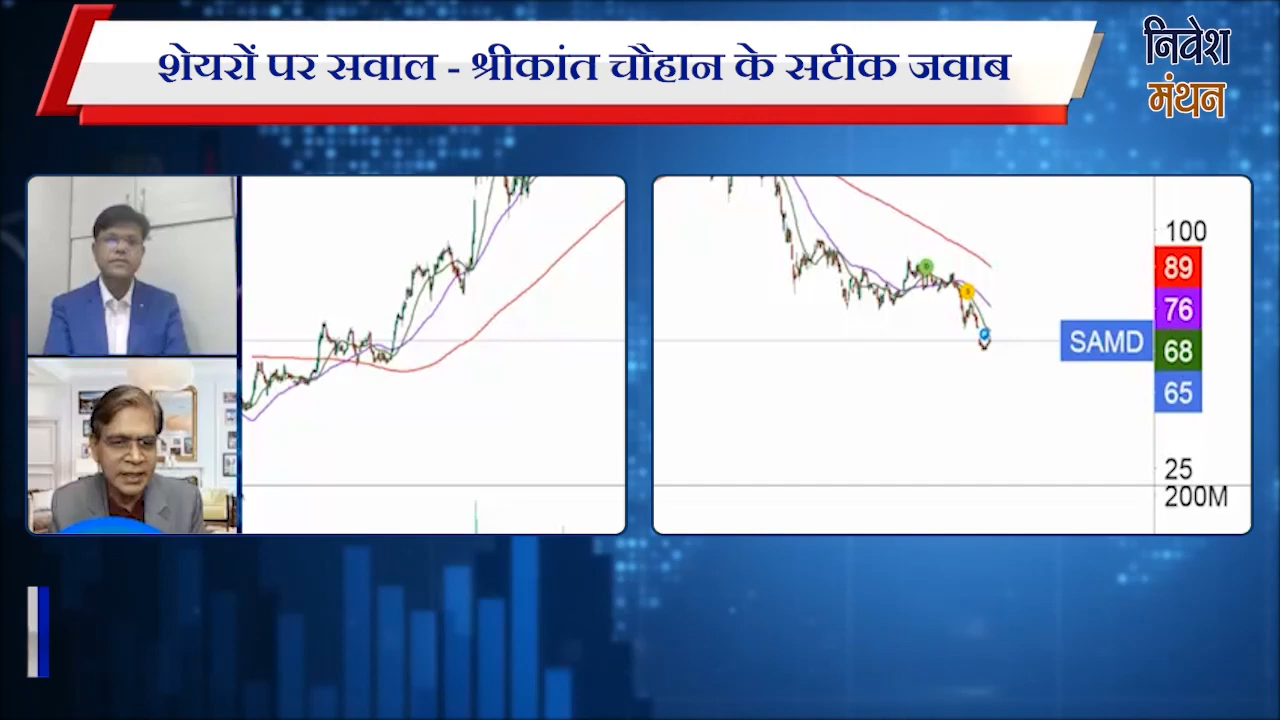 शेयरों पर सवाल - श्रीकांत चौहान के सटीक जवाब
निवेश
मंथन
100
89
76
SAMD
68
65
25
200M